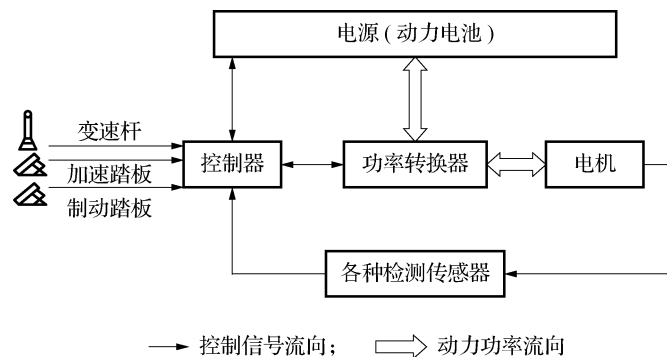 电源(动力电池)
变速杆
加速踏板
制动踏板
控制器
功率转换器
电机
各种检测传感器
控制信号流向; 动力功率流向